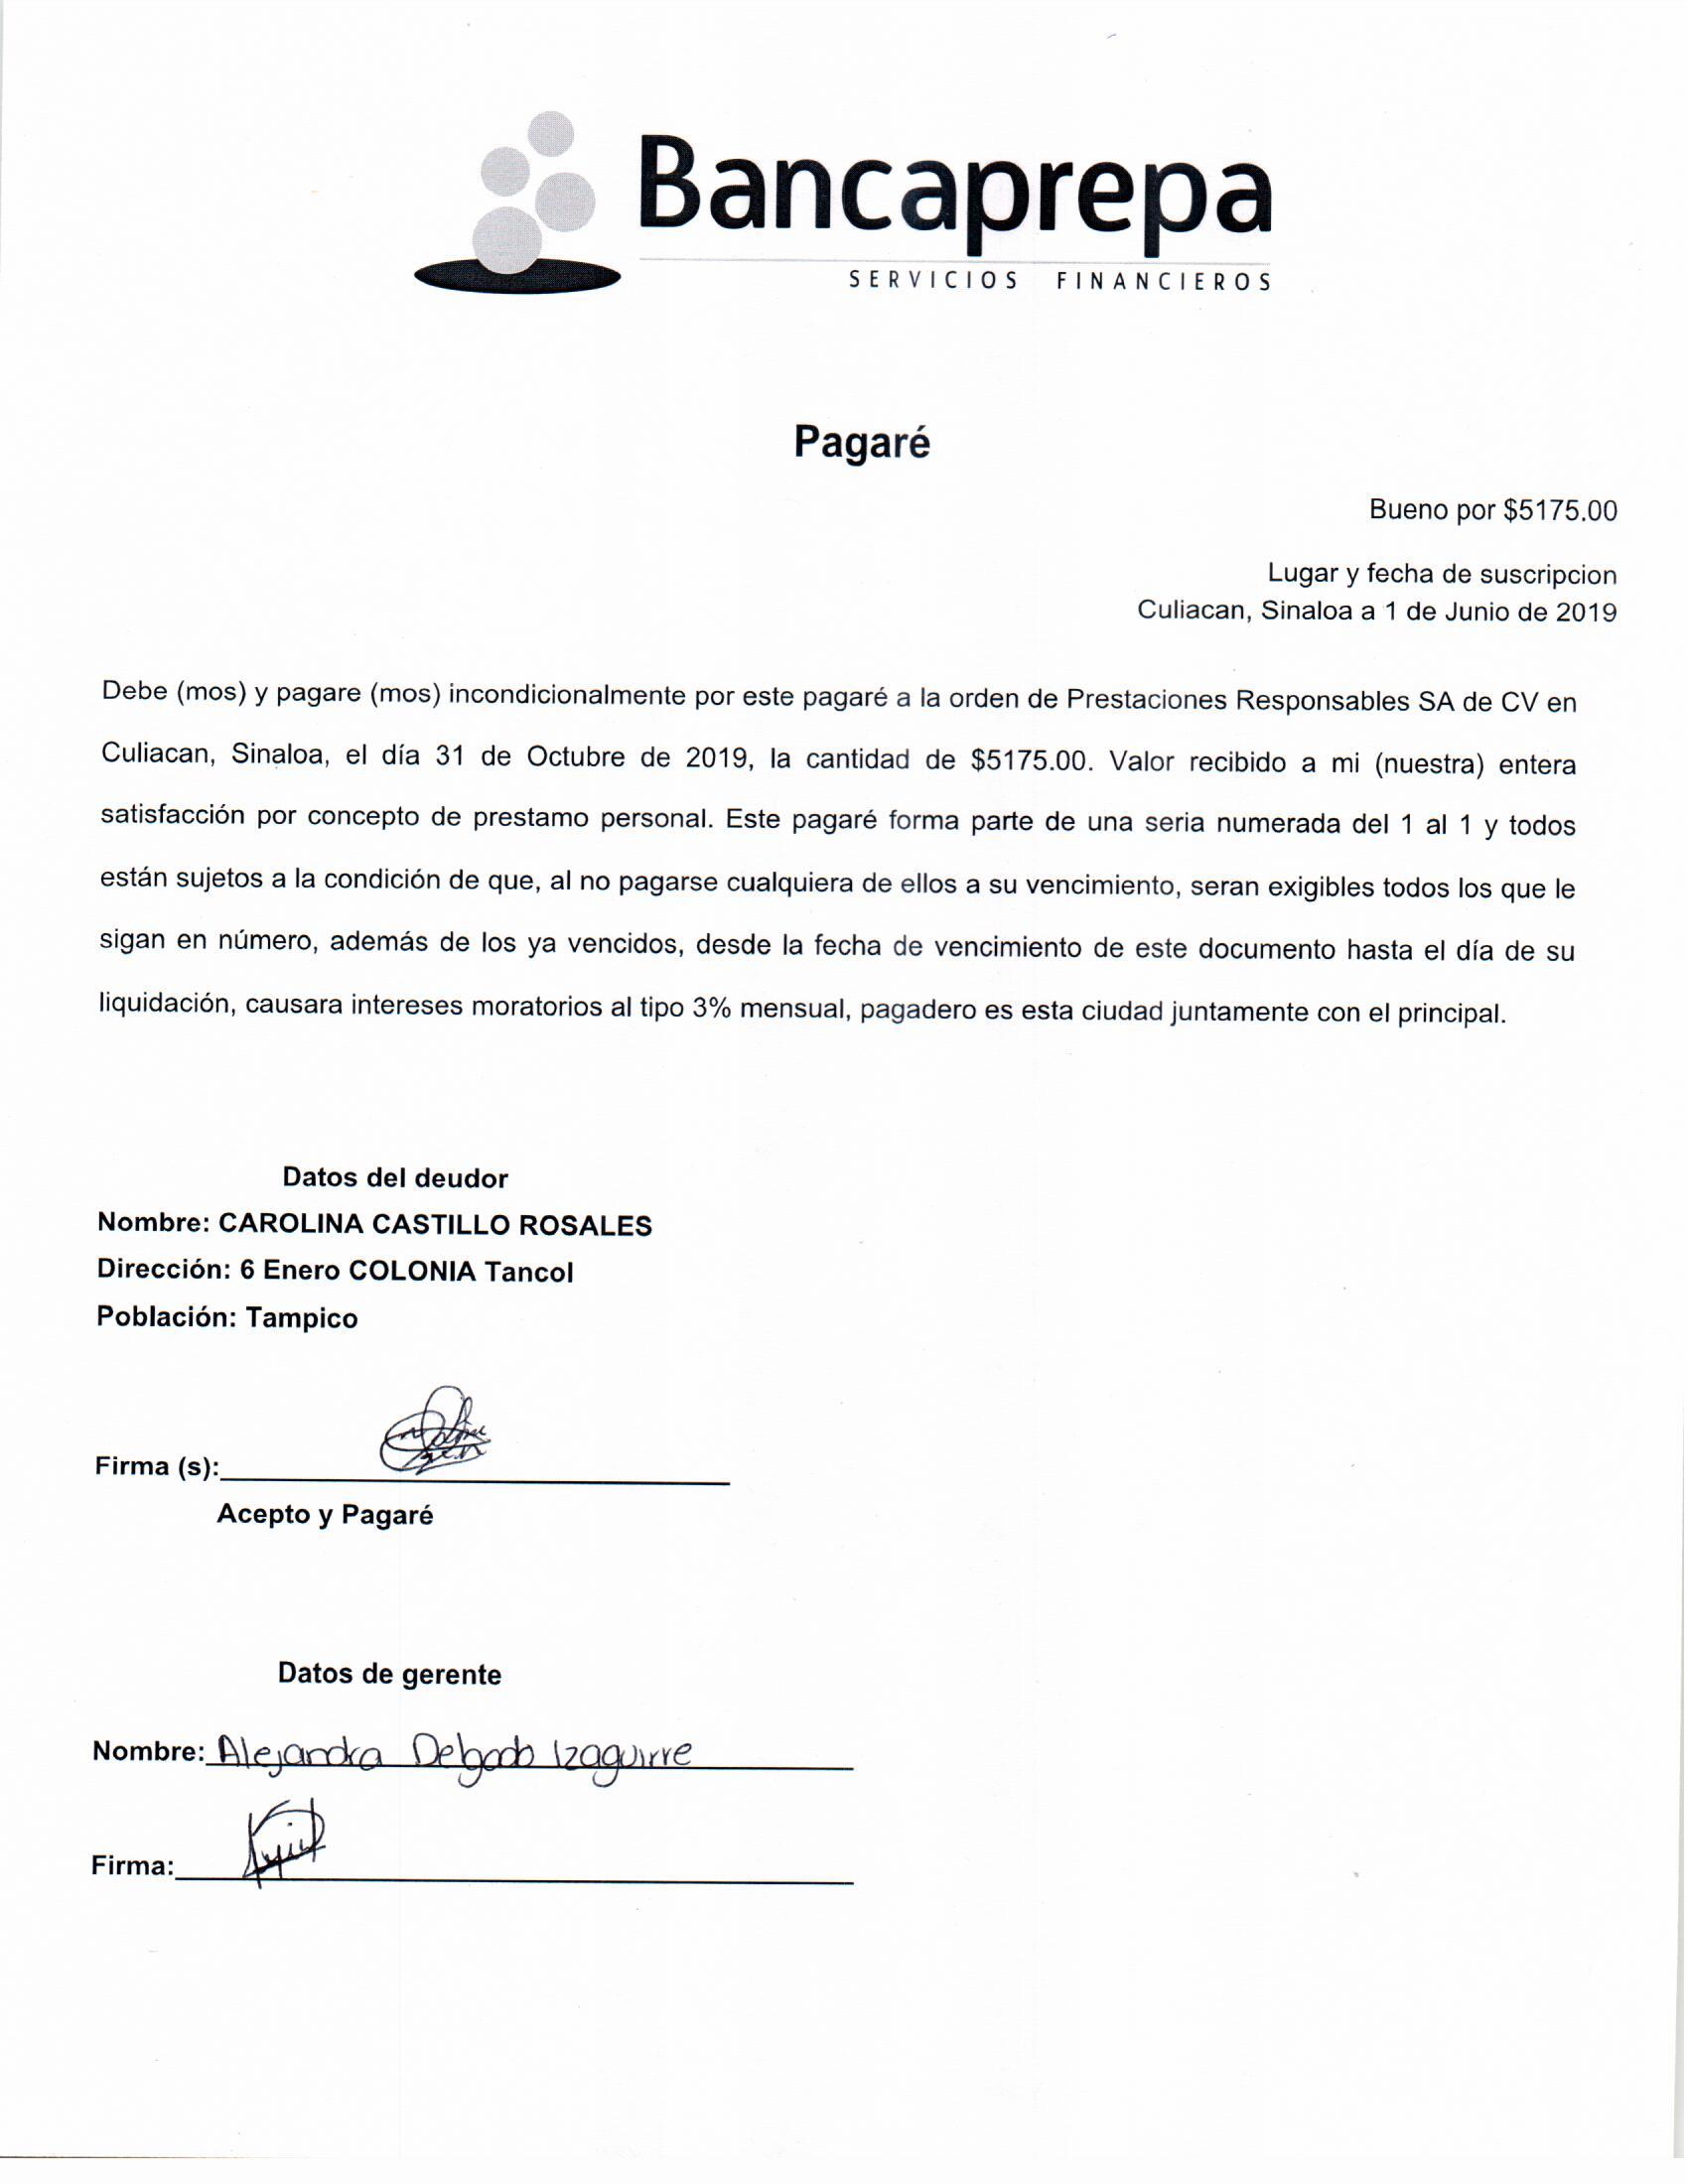 Bancaprepa
SERVICIOS FINANCIEROS
Pagaré
Bueno por $5175.00
Lugar y fecha de suscripcion
Culiacan, Sinaloa a 1 de Junio de 2019
Debe (mos) y pagare (mos) incondicionalmente por este pagaré a la orden de Prestaciones Responsables SA de CV en
Culiacan, Sinaloa, el día 31 de Octubre de 2019, la cantidad de $5175.00. Valor recibido a mi (nuestra) entera
satisfacción por concepto de prestamo personal. Este pagaré forma parte de una seria numerada del 1 al 1 y todos
están sujetos a la condición de que, al no pagarse cualquiera de ellos a su vencimiento, seran exigibles todos los que le
sigan en número, además de los ya vencidos, desde la fecha de vencimiento de este documento hasta el día de su
liquidación, causara intereses moratorios al tipo 3% mensual, pagadero es esta ciudad juntamente con el principal.
Datos del deudor
Nombre: CAROLINA CASTILLO ROSALES
Dirección: 6 Enero COLONIA Tancol
Población: Tampico
Firma (s):
Acepto y Pagaré
Datos de gerente
Nombre: Alejandra Delgado Izaguirre
Firma: